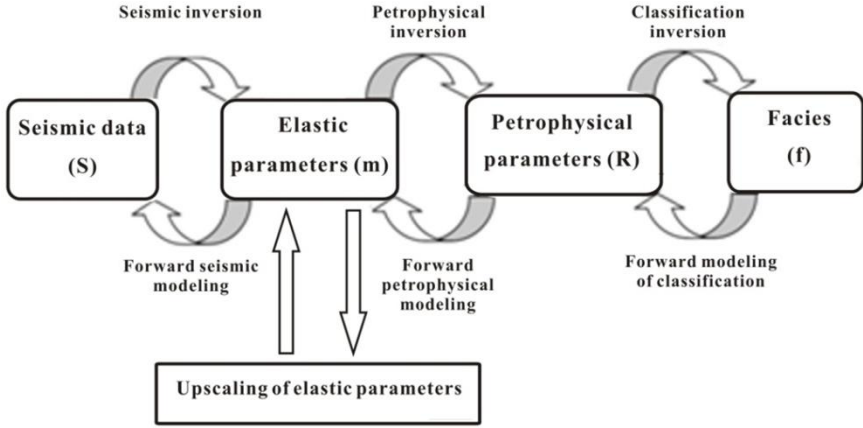 Seismic inversion
Petrophysical
inversion
Classification
inversion
Seismic data
(S)
Elastic
parameters (m)
Petrophysical
parameters (R)
Facies
(f)
Forward seismic
modeling
Forward
petrophysical
modeling
Forward modeling
of classification
Upscaling of elastic parameters